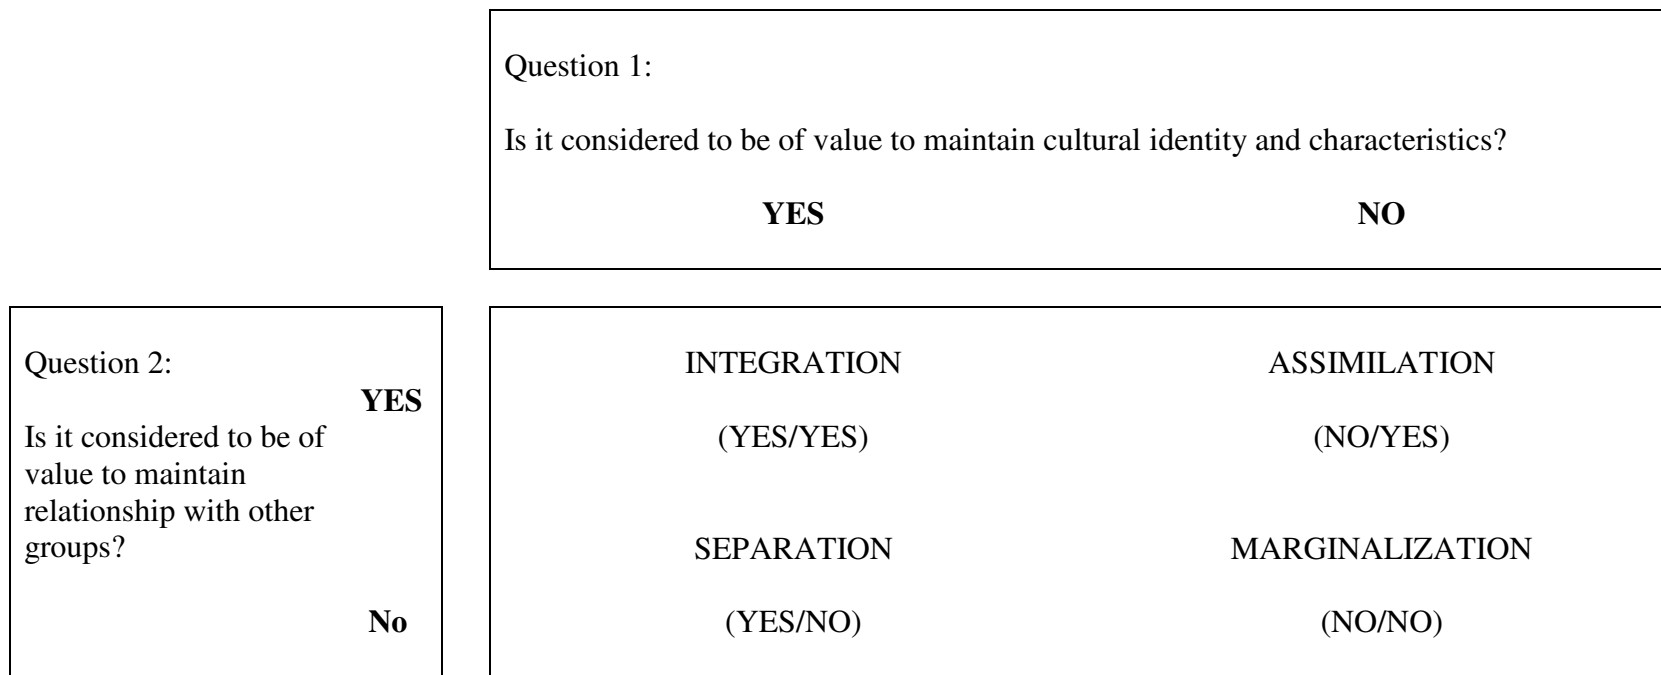 Question 1:
Is it considered to be of value to maintain cultural identity and characteristics?
YES NO
Question 2:
YES
Is it considered to be of
value to maintain
relationship with other
groups?
No
INTEGRATION ASSIMILATION
(YES/YES) (NO/YES)
SEPARATION MARGINALIZATION
(YES/NO) (NO/NO)